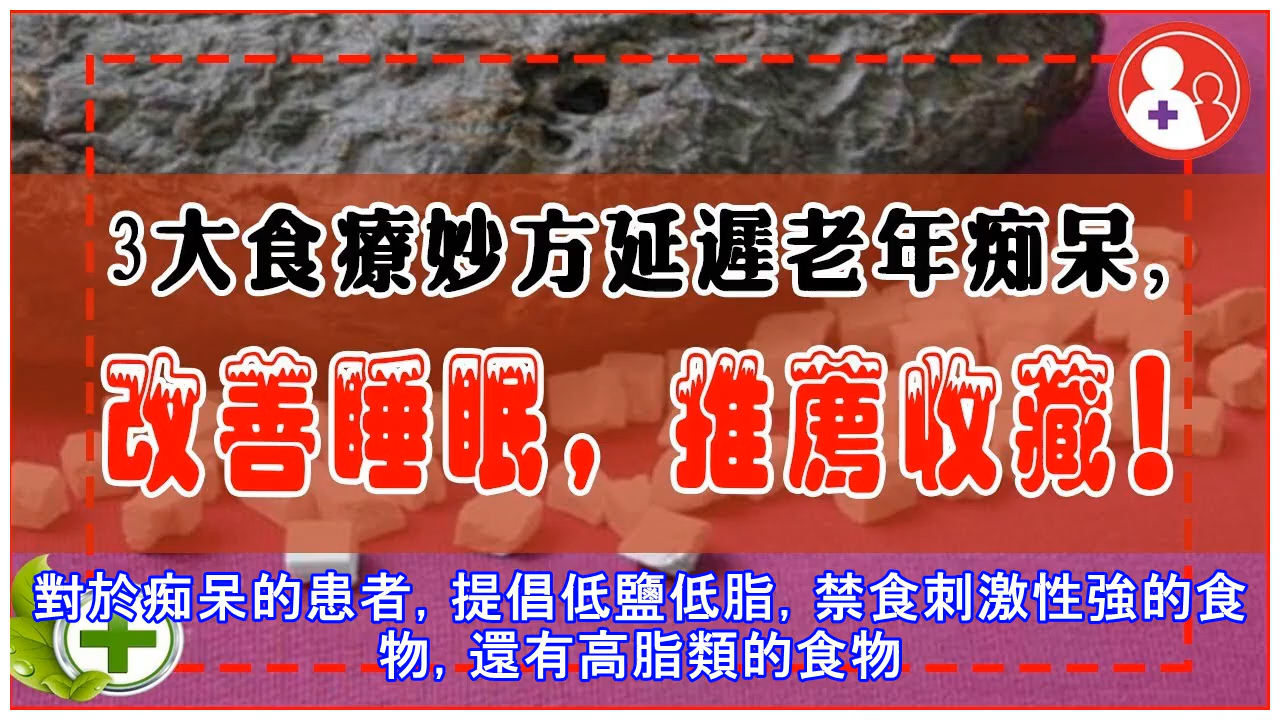 3大食療妙方延遲老年痴呆,
改善睡眠，推薦收藏！
對於痴呆的患者, 提倡低鹽低脂, 禁食刺激性強的食
物, 還有高脂類的食物